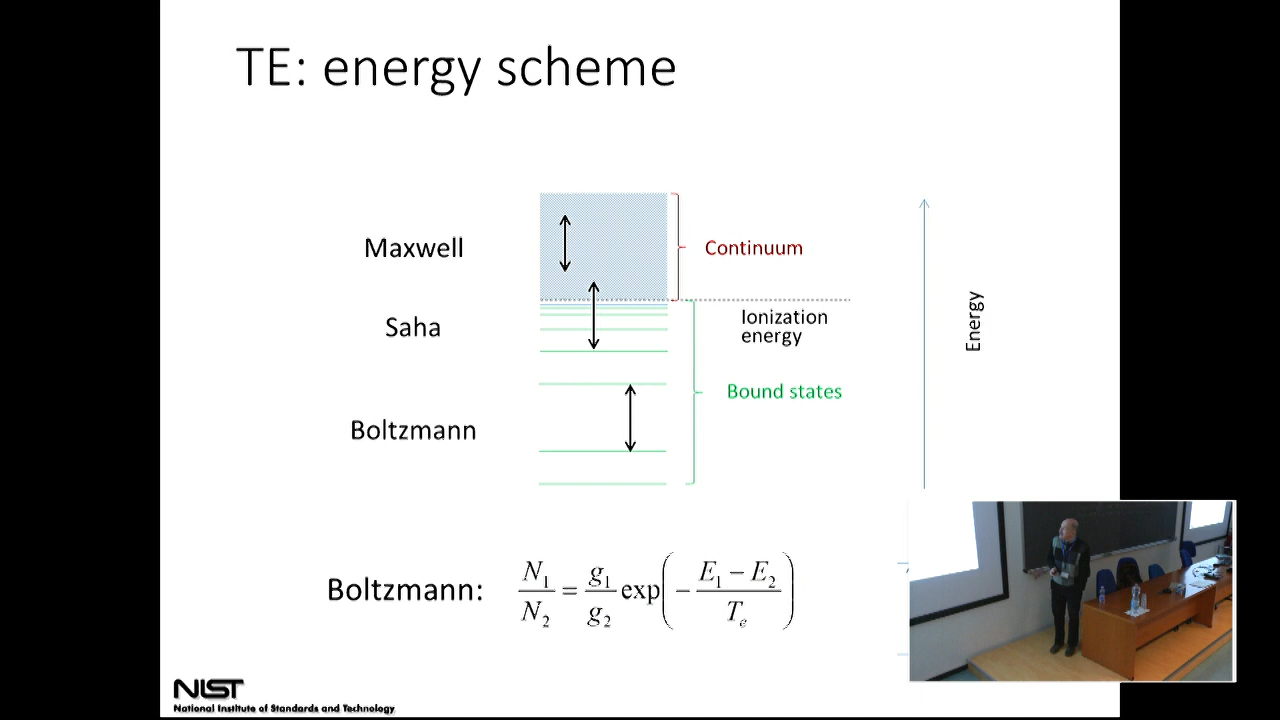 TE: energy scheme
Maxwell
Continuum
Saha
Ionization
energy
Energy
Bound states
Boltzmann
Boltzmann: N₁/N₂ = g₁/g₂ exp(−(E₁ − E₂)/Tₑ)
NIST
National Institute of Standards and Technology